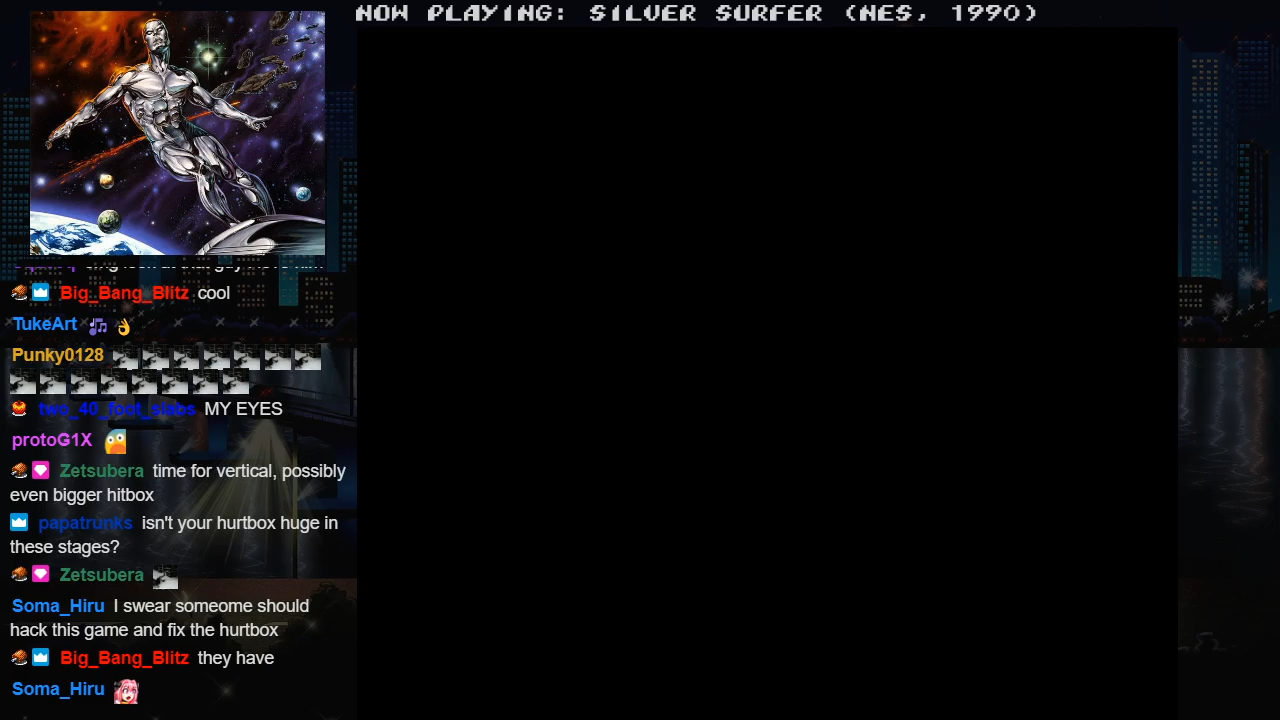 NOW PLAYING: SILVER SURFER (NES, 1990)
Big_Bang_Blitz cool
TukeArt
Punky0128
two_40_foot_slabs MY EYES
protoG1X
Zetsubera time for vertical, possibly
even bigger hitbox
papatrunks isn't your hurtbox huge in
these stages?
Zetsubera
Soma_Hiru I swear someome should
hack this game and fix the hurtbox
Big_Bang_Blitz they have
Soma_Hiru